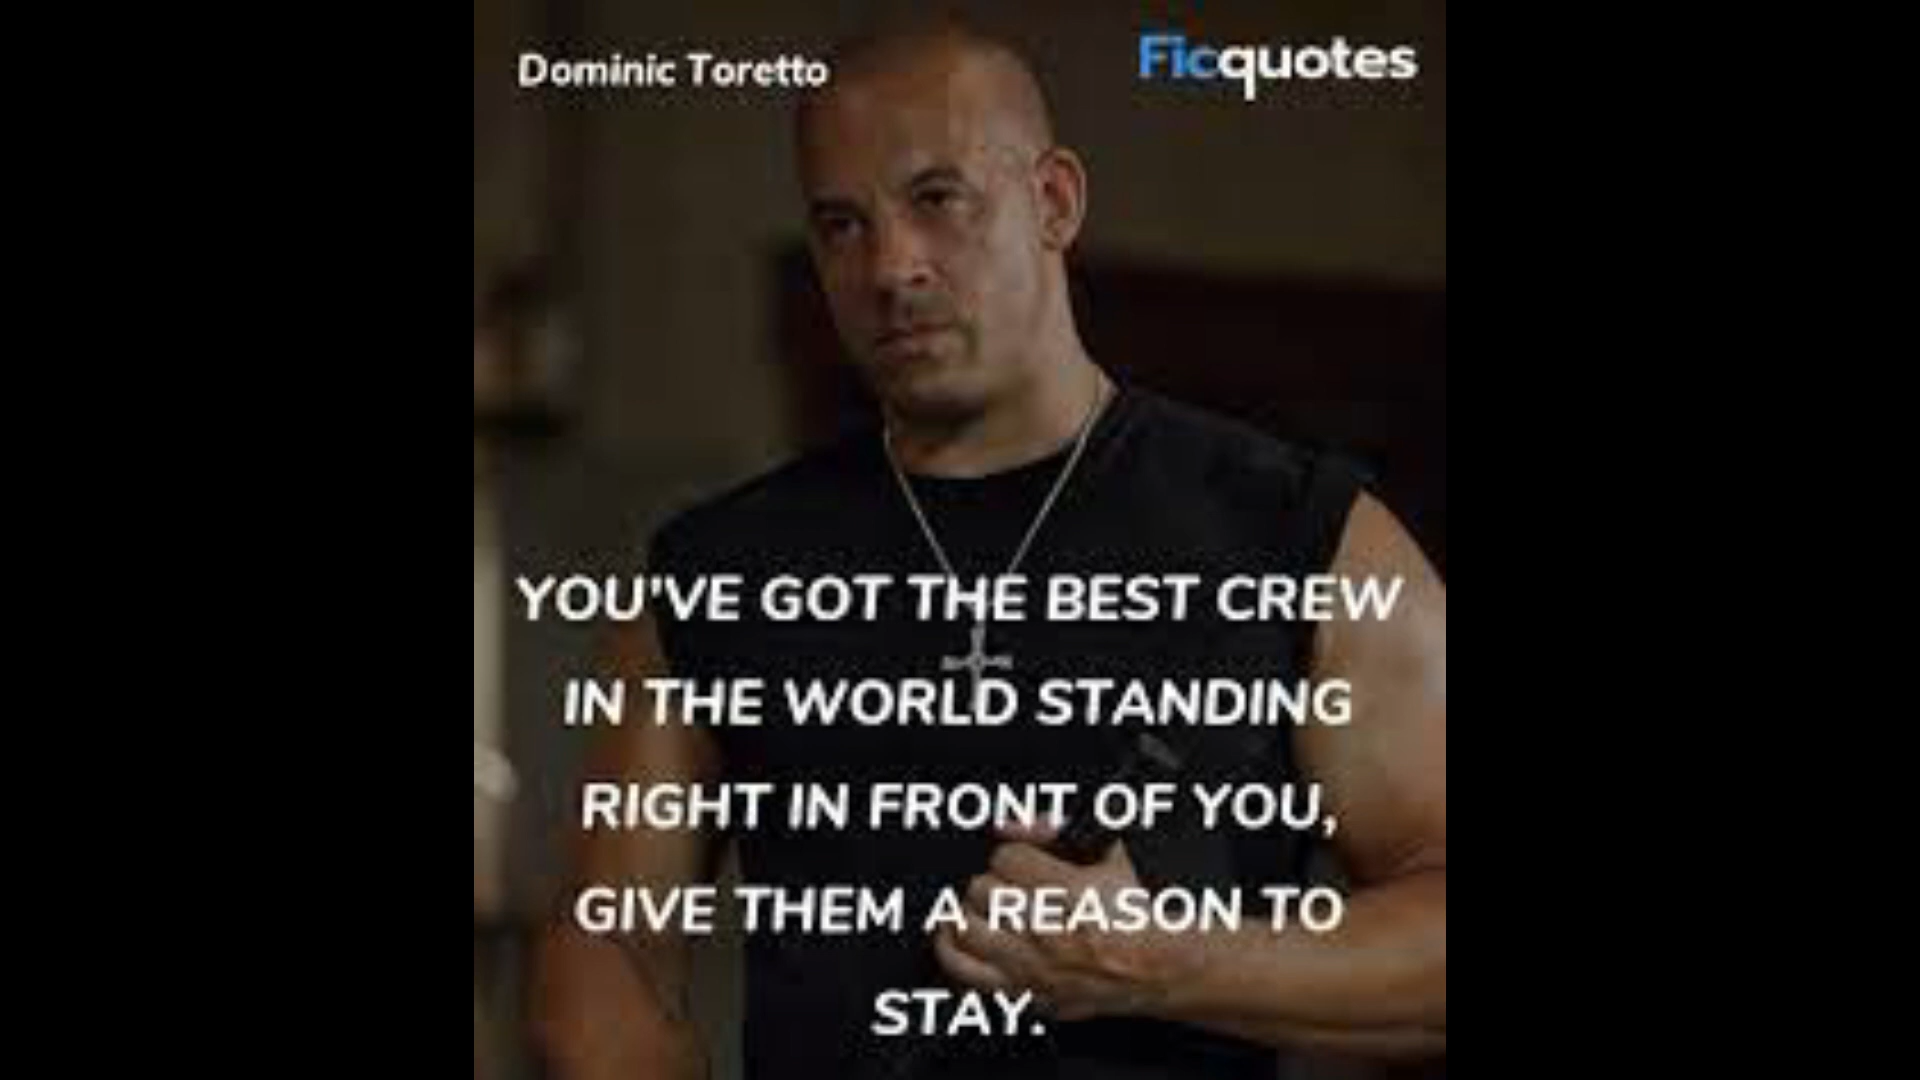 Dominic Toretto
Ficquotes
YOU'VE GOT THE BEST CREW
IN THE WORLD STANDING
RIGHT IN FRONT OF YOU,
GIVE THEM A REASON TO
STAY.